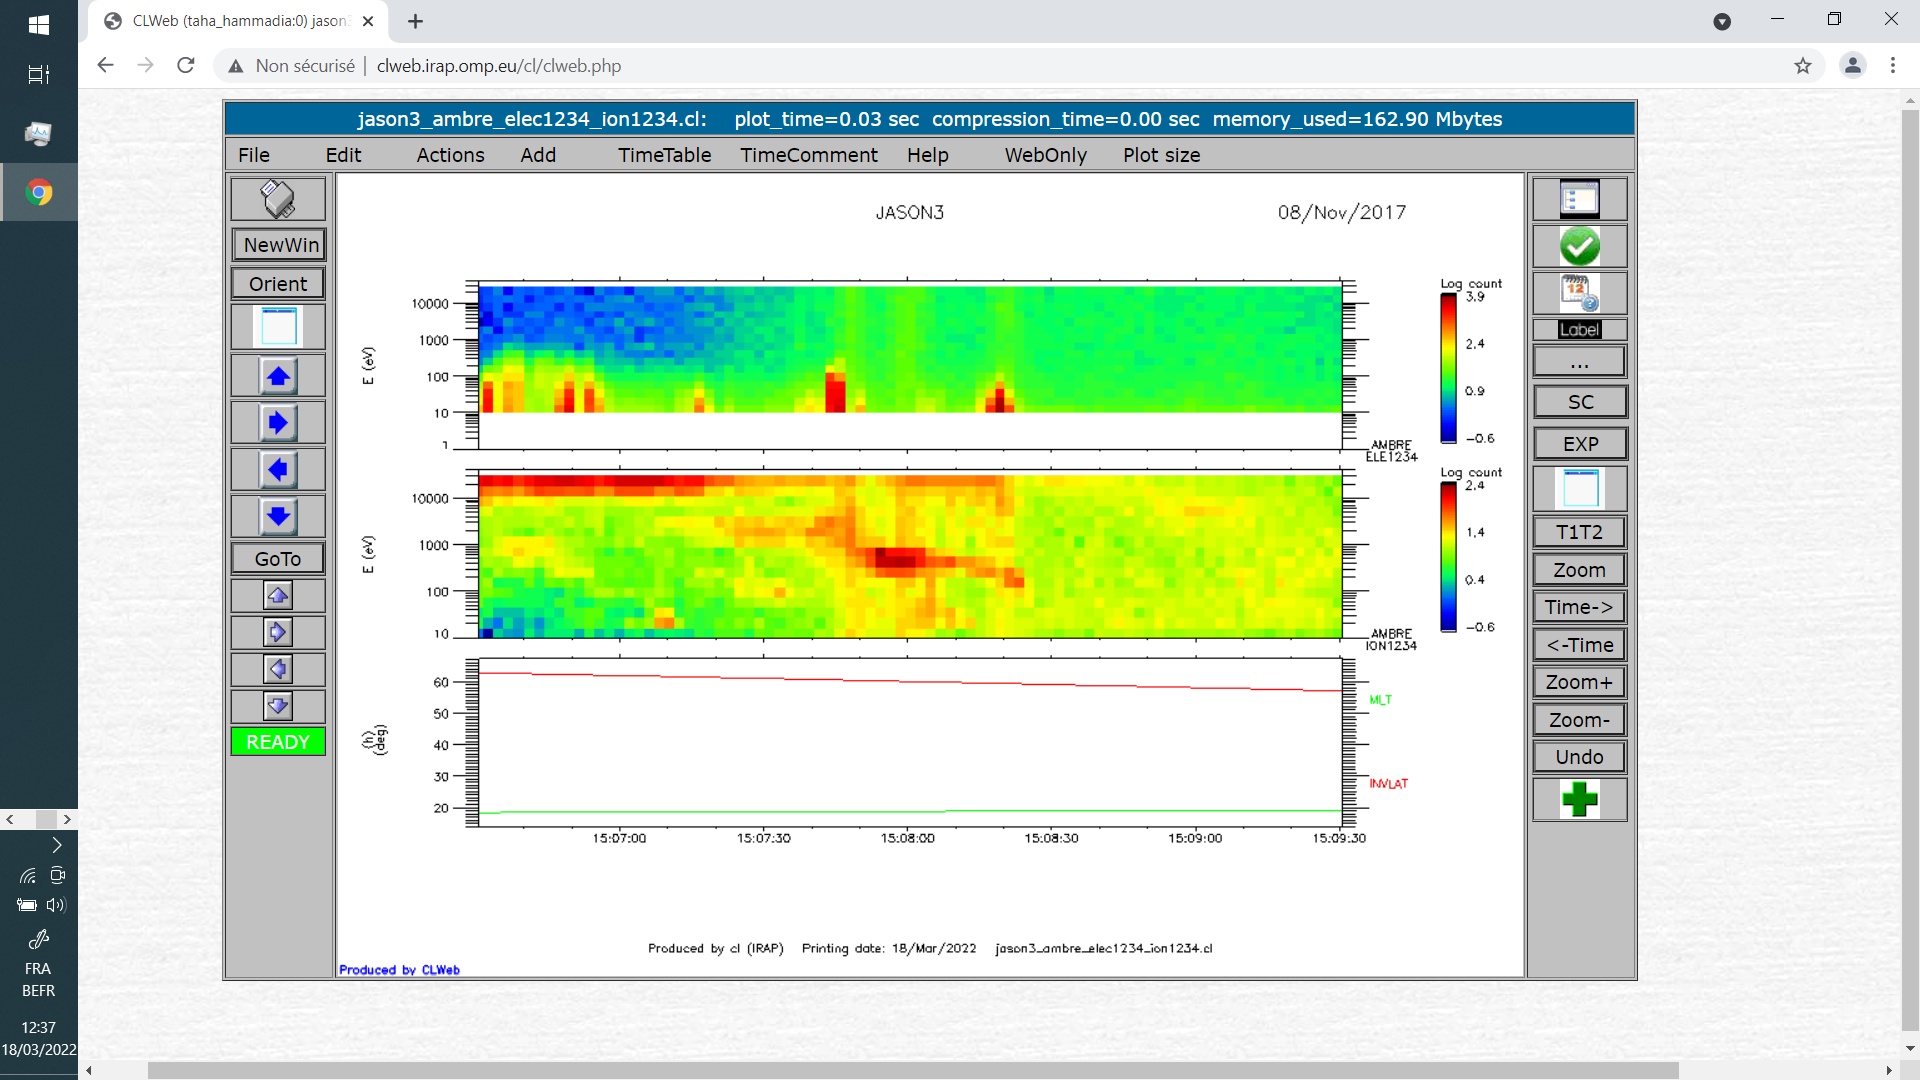 CLWeb (taha_hammadia:0) jason3
Non sécurisé | clweb.irap.omp.eu/cl/clweb.php
jason3_ambre_elec1234_ion1234.cl: plot_time=0.03 sec compression_time=0.00 sec memory_used=162.90 Mbytes
File Edit Actions Add TimeTable TimeComment Help WebOnly Plot size
NewWin
Orient
GoTo
READY
JASON3 08/Nov/2017
Log count
3.9
2.4
0.9
-0.6
10000
1000
100
10
1
E (eV)
AMBRE
ELE1234
Log count
2.4
1.4
0.4
-0.6
10000
1000
100
10
E (eV)
AMBRE
ION1234
60
50
40
30
20
(h)
(deg)
MLT
INVLAT
15:07:00 15:07:30 15:08:00 15:08:30 15:09:00 15:09:30
Produced by cl (IRAP) Printing date: 18/Mar/2022 jason3_ambre_elec1234_ion1234.cl
Produced by CLWeb
12
Label
...
SC
EXP
T1T2
Zoom
Time->
<-Time
Zoom+
Zoom-
Undo
FRA
BEFR
12:37
18/03/2022